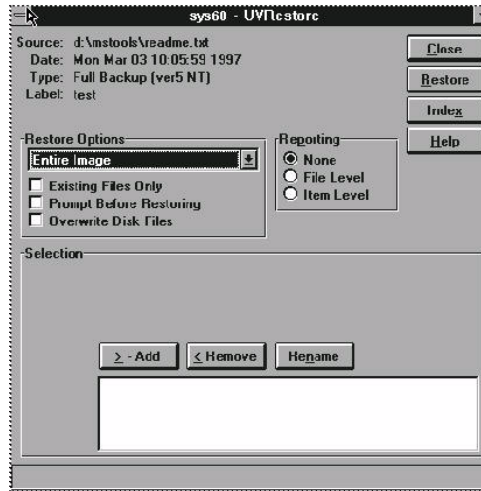 sys60 - UVRestore
Source: d:\mstools\readme.txt
Date: Mon Mar 03 10:05:59 1997
Type: Full Backup (ver5 NT)
Label: test
Close
Restore
Index
Help
Restore Options
Entire Image
Existing Files Only
Prompt Before Restoring
Overwrite Disk Files
Reporting
None
File Level
Item Level
Selection
> - Add
< Remove
Rename